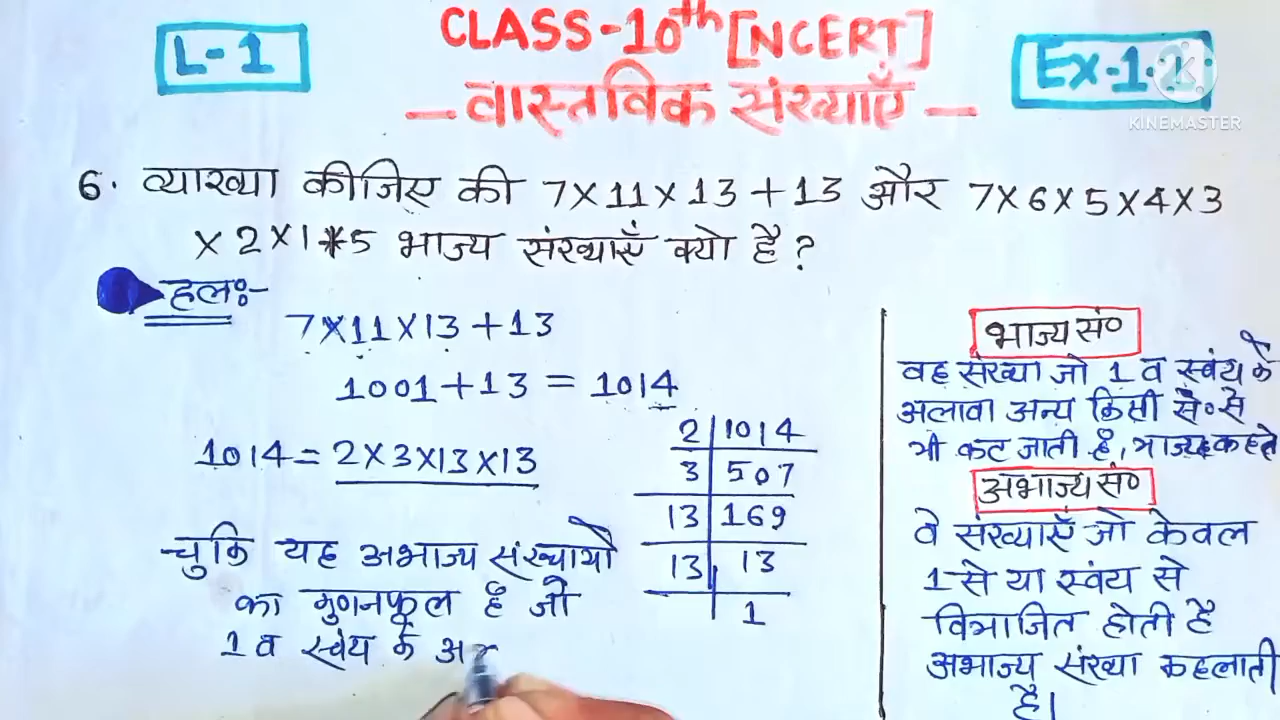 L-1
CLASS-10th [NCERT]
Ex-1.2
KINEMASTER
— वास्तविक संख्याएँ —
6. व्याख्या कीजिए की 7×11×13+13 और 7×6×5×4×3
×2×1+5 भाज्य संख्याएँ क्यो है?
हल:-
7×11×13+13
1001+13 = 1014
1014 = 2×3×13×13
2 | 1014
3 | 507
13 | 169
13 | 13
1
चुकि यह अभाज्य संख्यायो
का गुणनफूल है जो
1 व स्वंय के अ
भाज्य सं०
वह संख्या जो 1 व स्वंय के
अलावा अन्य किसी सं० से
भी कट जाती है, भाज्य कहते
अभाज्य सं०
वे संख्याएँ जो केवल
1 से या स्वंय से
विभाजित होती है
अभाज्य संख्या कहलाती
है।